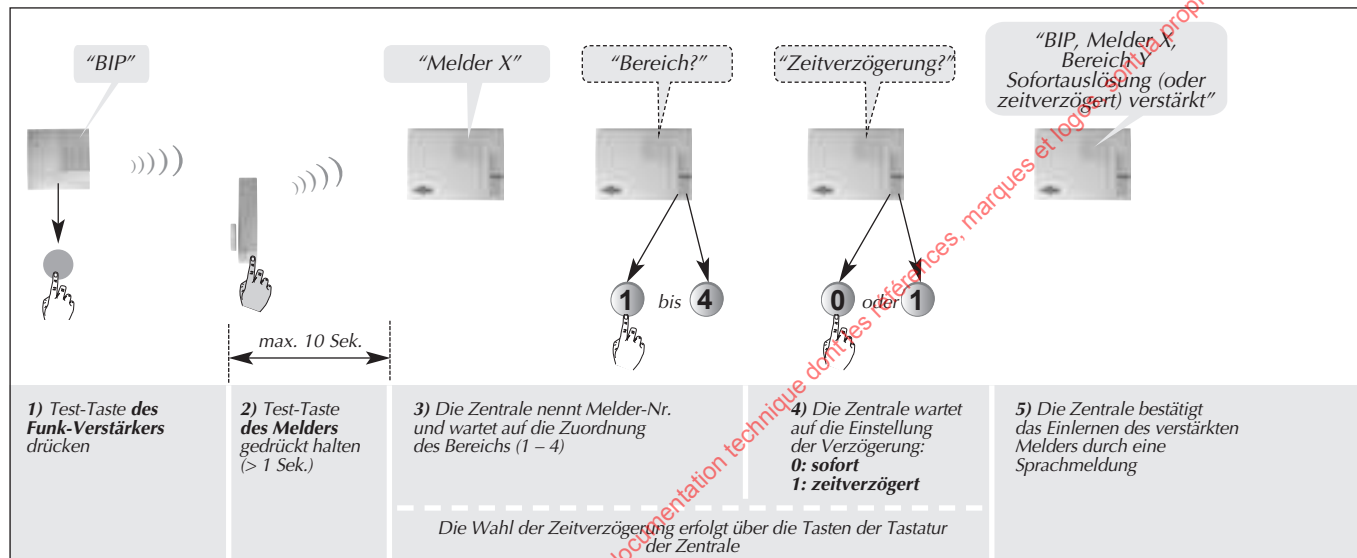 “BIP”
“Melder X”
“Bereich?”
“Zeitverzögerung?”
“BIP, Melder X,
Bereich Y
Sofortauslösung (oder
zeitverzögert) verstärkt”
1 bis 4
0 oder 1
max. 10 Sek.
1) Test-Taste des
Funk-Verstärkers
drücken
2) Test-Taste
des Melders
gedrückt halten
(> 1 Sek.)
3) Die Zentrale nennt Melder-Nr.
und wartet auf die Zuordnung
des Bereichs (1 – 4)
4) Die Zentrale wartet
auf die Einstellung
der Verzögerung:
0: sofort
1: zeitverzögert
5) Die Zentrale bestätigt
das Einlernen des verstärkten
Melders durch eine
Sprachmeldung
Die Wahl der Zeitverzögerung erfolgt über die Tasten der Tastatur
der Zentrale
documentation technique dont les références, marques et logos, sont la